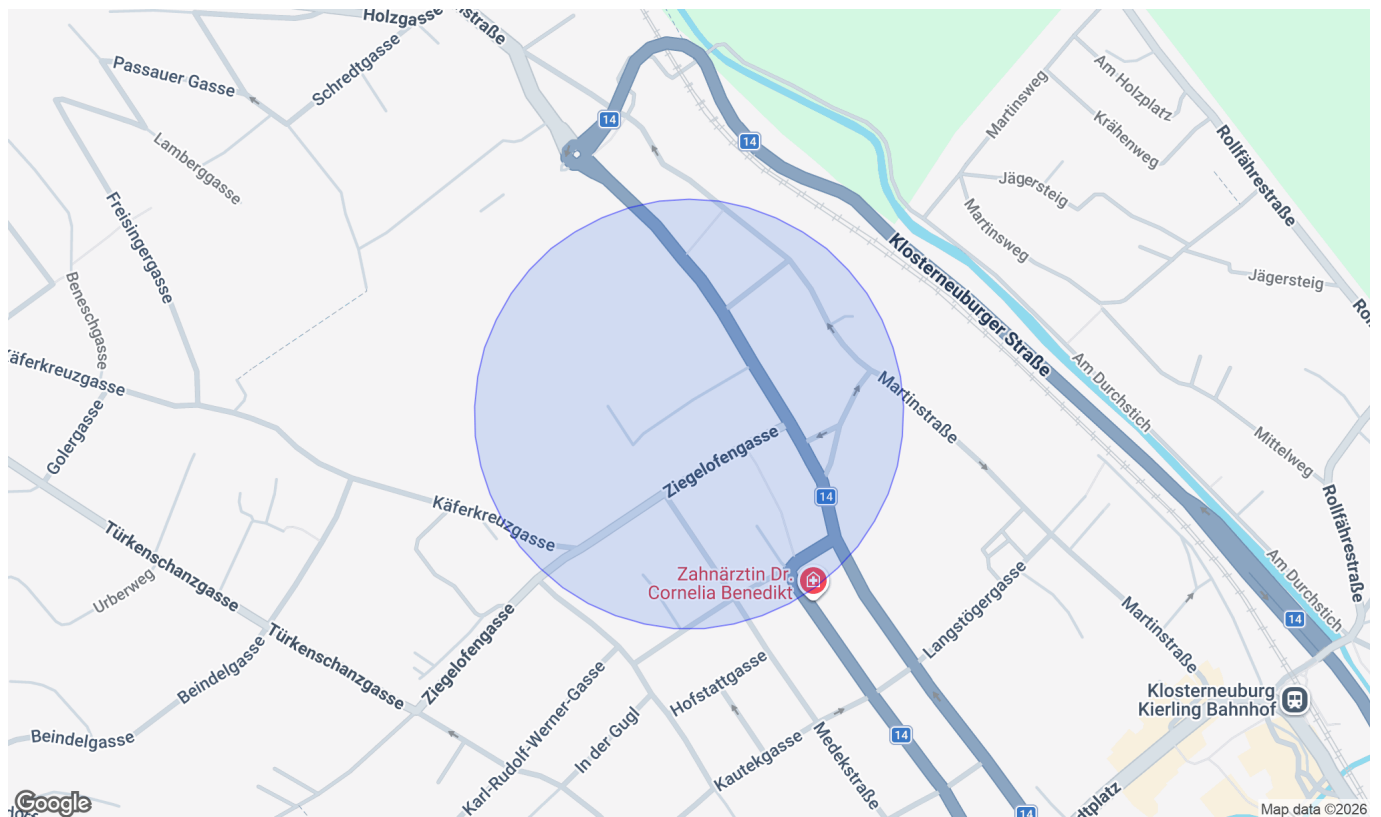 Holzgasse
nstraße
Passauer Gasse
Schredtgasse
Am Holzplatz
Martinsweg
14
14
Krähenweg
Rollfährestraße
Lamberggasse
Jägersteig
Freisingergasse
Martinsweg
Klosterneuburger Straße
Jägersteig
Beneschgasse
Rol
äferkreuzgasse
Am Durchstich
Martinstraße
Golergasse
Ziegelofengasse
Mittelweg
14
Rollfährestraße
Käferkreuzgasse
Türkenschanzgasse
Urberweg
Zahnärztin Dr.
Cornelia Benedikt
Am Durchstich
Langstögergasse
Martinstraße
14
Türkenschanzgasse
Beindelgasse
Ziegelofengasse
Hofstattgasse
Klosterneuburg
Kierling Bahnhof
Beindelgasse
Karl-Rudolf-Werner-Gasse
In der Gugl
Kautekgasse
Medekstraße
14
dtplatz
14
Google
Map data ©2026